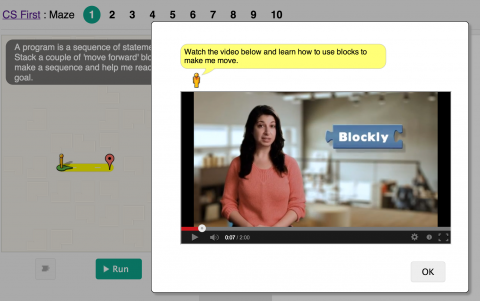 CS First : Maze 1 2 3 4 5 6 7 8 9 10
A program is a sequence of stateme
Stack a couple of 'move forward' blo
make a sequence and help me reac
goal.
Watch the video below and learn how to use blocks to
make me move.
Blockly
0:07 / 2:00
Run
OK